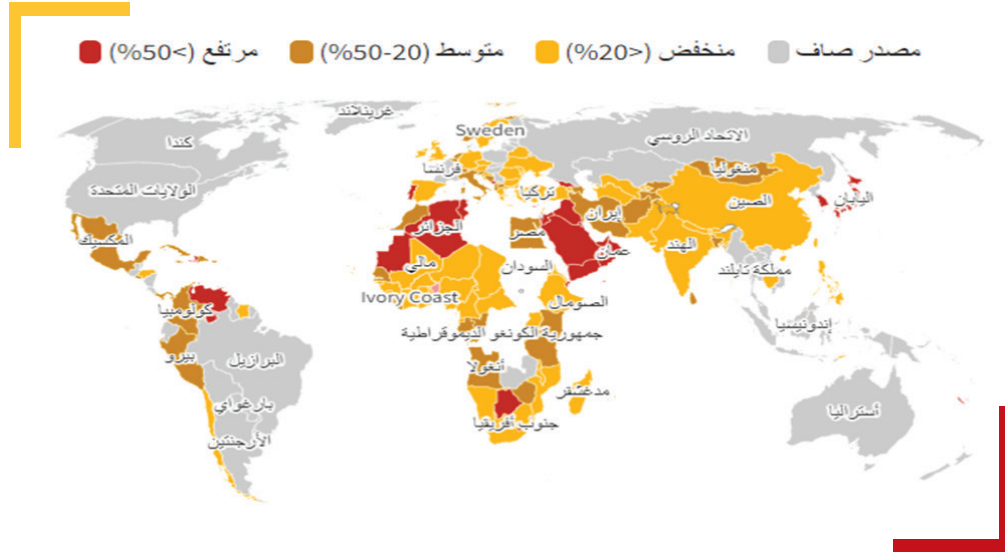 مصدر صاف
منخفض (<20%)
متوسط (20-50%)
مرتفع (>50%)
غرينلاند
كندا
Sweden
الاتحاد الروسي
فرنسا
منغوليا
الولايات المتحدة
تركيا
إيران
الصين
اليابان
المكسيك
الجزائر
مصر
الهند
عمان
مالي
السودان
مملكة تايلند
Ivory Coast
الصومال
كولومبيا
إندونيسيا
جمهورية الكونغو الديموقراطية
بيرو
البرازيل
أنغولا
مدغشقر
بارغواي
أستراليا
جنوب أفريقيا
الأرجنتين